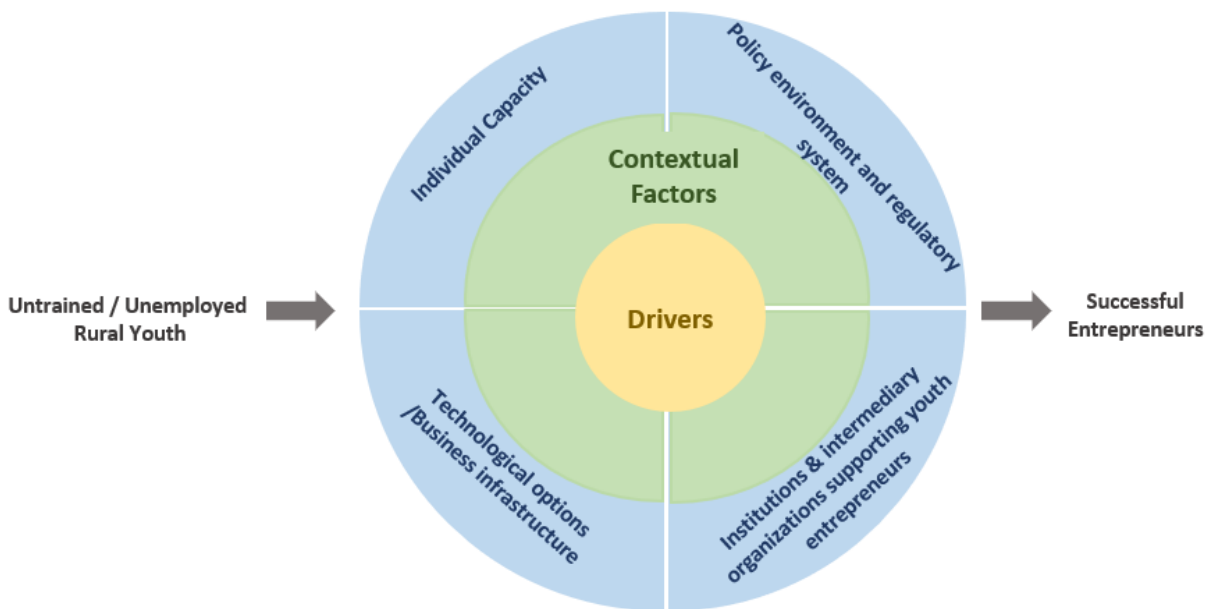 Individual Capacity
Policy environment and regulatory
system
Contextual
Factors
Untrained / Unemployed
Rural Youth
Drivers
Successful
Entrepreneurs
Technological options
/Business infrastructure
Institutions & intermediary
organizations supporting youth
entrepreneurs